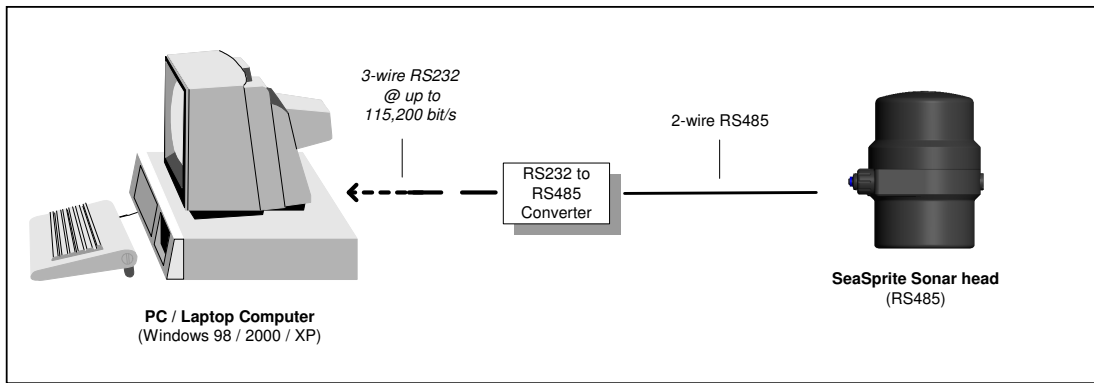 3-wire RS232
@ up to
115,200 bit/s
2-wire RS485
RS232 to
RS485
Converter
SeaSprite Sonar head
(RS485)
PC / Laptop Computer
(Windows 98 / 2000 / XP)